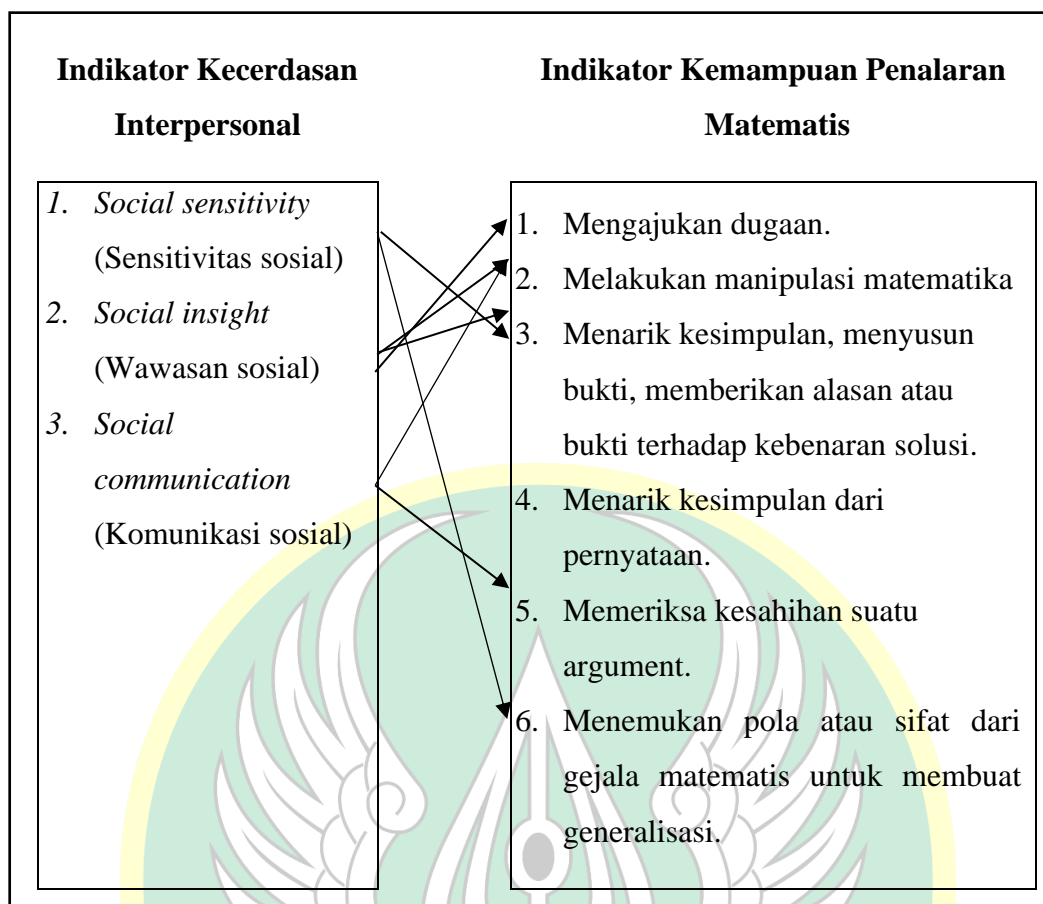 Indikator Kecerdasan
Interpersonal
1. Social sensitivity
(Sensitivitas sosial)
2. Social insight
(Wawasan sosial)
3. Social
communication
(Komunikasi sosial)
Indikator Kemampuan Penalaran
Matematis
1. Mengajukan dugaan.
2. Melakukan manipulasi matematika
3. Menarik kesimpulan, menyusun
bukti, memberikan alasan atau
bukti terhadap kebenaran solusi.
4. Menarik kesimpulan dari
pernyataan.
5. Memeriksa kesahihan suatu
argument.
6. Menemukan pola atau sifat dari
gejala matematis untuk membuat
generalisasi.